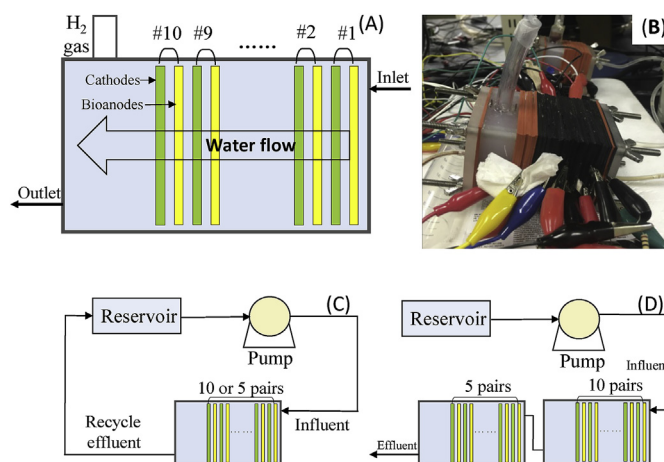 (A)
H2
gas
#10 #9 ...... #2 #1
Cathodes
Bioanodes
Inlet
Water flow
Outlet
(B)
(C)
Reservoir
Pump
10 or 5 pairs
......
Recycle
effluent
Influent
(D)
Reservoir
Pump
Influen
5 pairs
10 pairs
......
......
Effluent